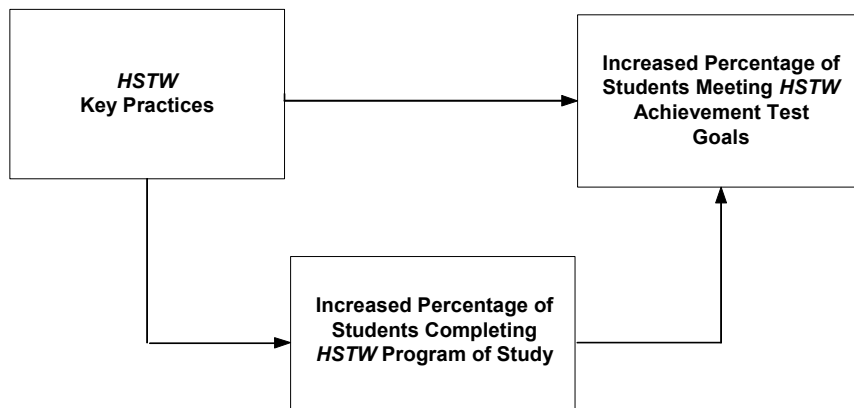 HSTW
Key Practices
Increased Percentage of
Students Meeting HSTW
Achievement Test
Goals
Increased Percentage of
Students Completing
HSTW Program of Study